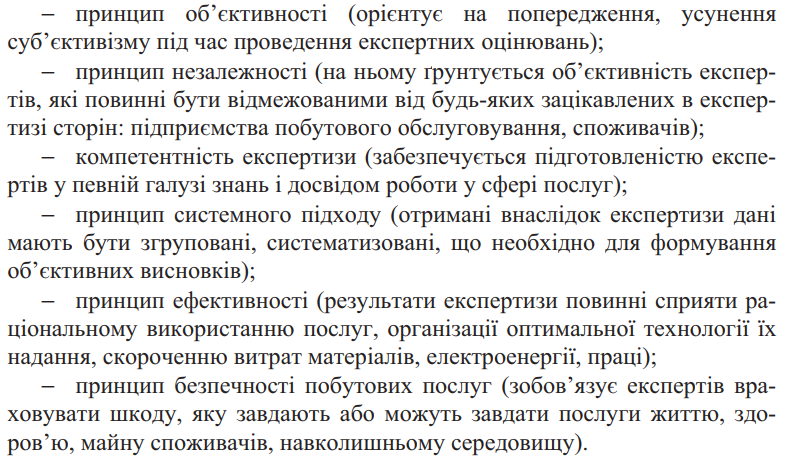 – принцип об’єктивності (орієнтує на попередження, усунення
суб’єктивізму під час проведення експертних оцінювань);
– принцип незалежності (на ньому ґрунтується об’єктивність експер-
тів, які повинні бути відмежованими від будь-яких зацікавлених в експер-
тизі сторін: підприємства побутового обслуговування, споживачів);
– компетентність експертизи (забезпечується підготовленістю експе-
ртів у певній галузі знань і досвідом роботи у сфері послуг);
– принцип системного підходу (отримані внаслідок експертизи дані
мають бути згруповані, систематизовані, що необхідно для формування
об’єктивних висновків);
– принцип ефективності (результати експертизи повинні сприяти ра-
ціональному використанню послуг, організації оптимальної технології їх
надання, скороченню витрат матеріалів, електроенергії, праці);
– принцип безпечності побутових послуг (зобов’язує експертів вра-
ховувати шкоду, яку завдають або можуть завдати послуги життю, здо-
ров’ю, майну споживачів, навколишньому середовищу).